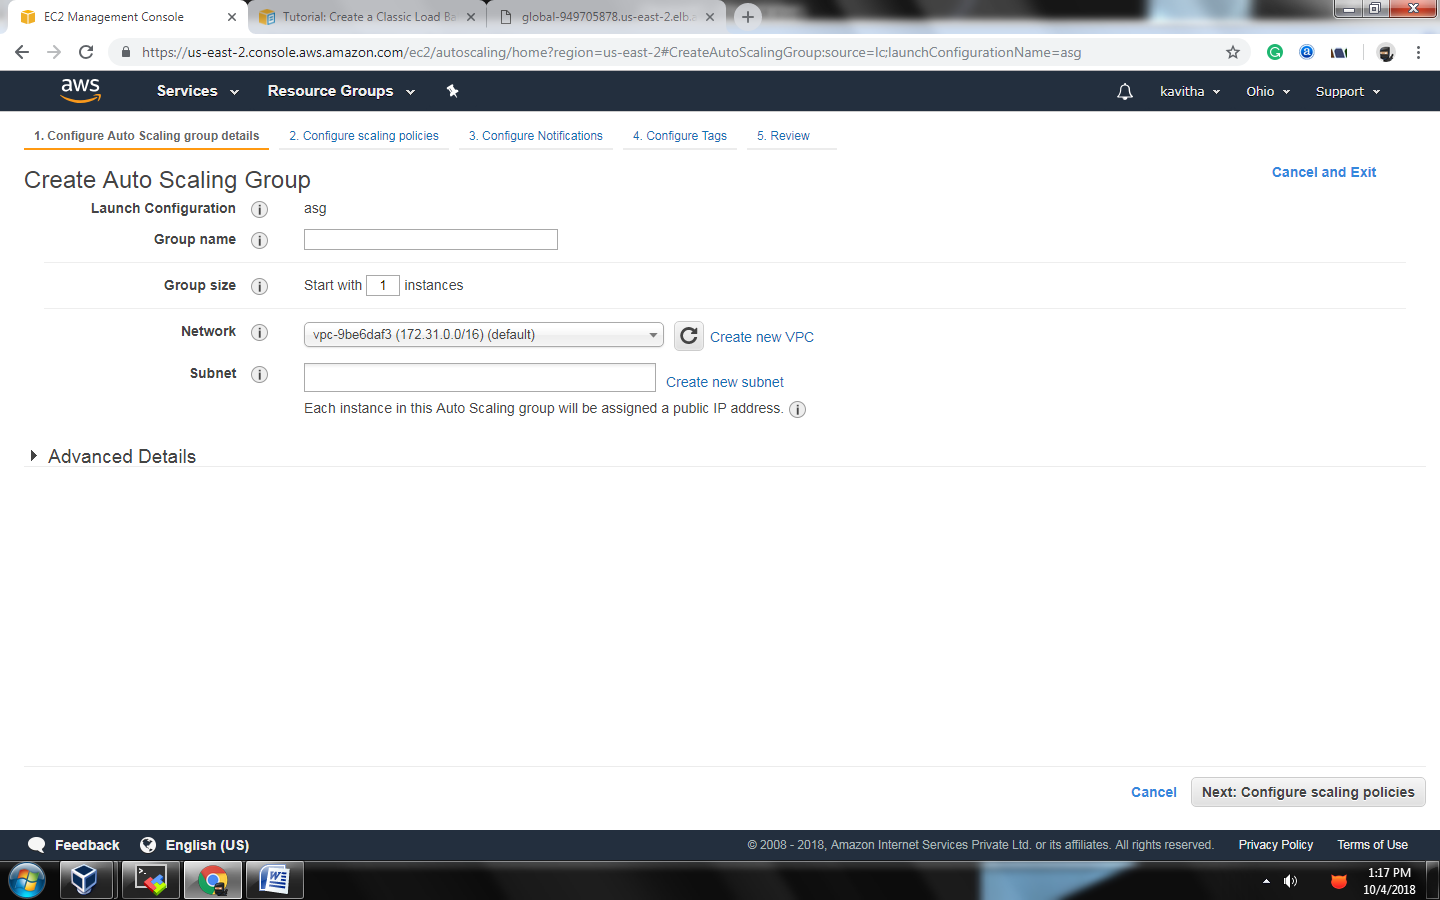 EC2 Management Console
Tutorial: Create a Classic Load Ba
global-949705878.us-east-2.elb.a
https://us-east-2.console.aws.amazon.com/ec2/autoscaling/home?region=us-east-2#CreateAutoScalingGroup:source=lc;launchConfigurationName=asg
aws Services Resource Groups kavitha Ohio Support
1. Configure Auto Scaling group details 2. Configure scaling policies 3. Configure Notifications 4. Configure Tags 5. Review
Create Auto Scaling Group Cancel and Exit
Launch Configuration asg
Group name
Group size Start with 1 instances
Network vpc-9be6daf3 (172.31.0.0/16) (default) Create new VPC
Subnet Create new subnet
Each instance in this Auto Scaling group will be assigned a public IP address.
Advanced Details
Cancel Next: Configure scaling policies
Feedback English (US) © 2008 - 2018, Amazon Internet Services Private Ltd. or its affiliates. All rights reserved. Privacy Policy Terms of Use
1:17 PM
10/4/2018